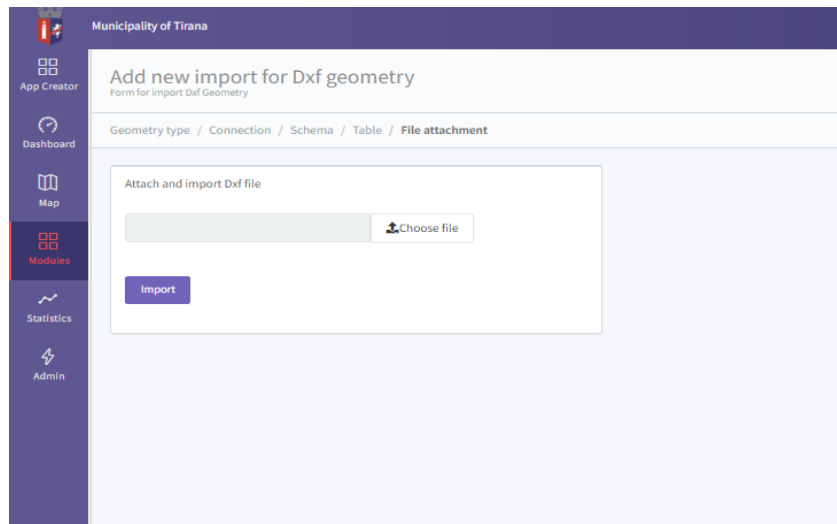 Municipality of Tirana
App Creator
Dashboard
Map
Modules
Statistics
Admin
Add new import for Dxf geometry
Form for import Dxf Geometry
Geometry type / Connection / Schema / Table / File attachment
Attach and import Dxf file
Choose file
Import